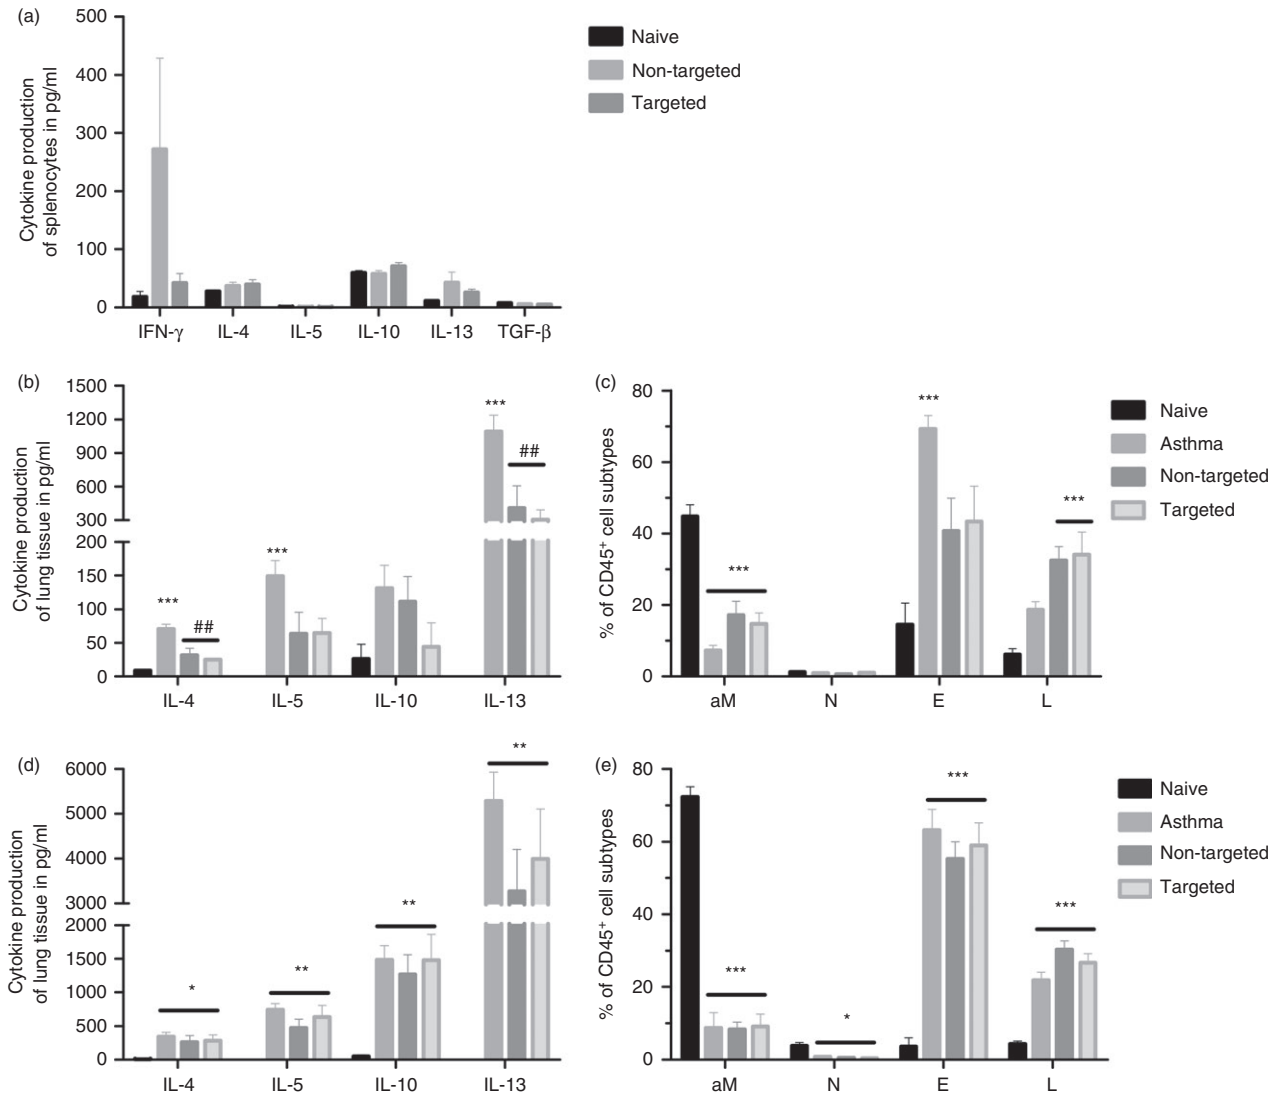 (a)
Cytokine production
of splenocytes in pg/ml
500
400
300
200
100
0
IFN-γ IL-4 IL-5 IL-10 IL-13 TGF-β
Naive
Non-targeted
Targeted
(b)
Cytokine production
of lung tissue in pg/ml
1500
1200
900
600
300
200
150
100
50
0
***
##
***
***
##
IL-4 IL-5 IL-10 IL-13
(c)
% of CD45⁺ cell subtypes
80
60
40
20
0
***
***
***
aM N E L
Naive
Asthma
Non-targeted
Targeted
(d)
Cytokine production
of lung tissue in pg/ml
6000
5000
4000
3000
2000
1500
1000
500
0
*
**
**
**
IL-4 IL-5 IL-10 IL-13
(e)
% of CD45⁺ cell subtypes
80
60
40
20
0
***
*
***
***
aM N E L
Naive
Asthma
Non-targeted
Targeted